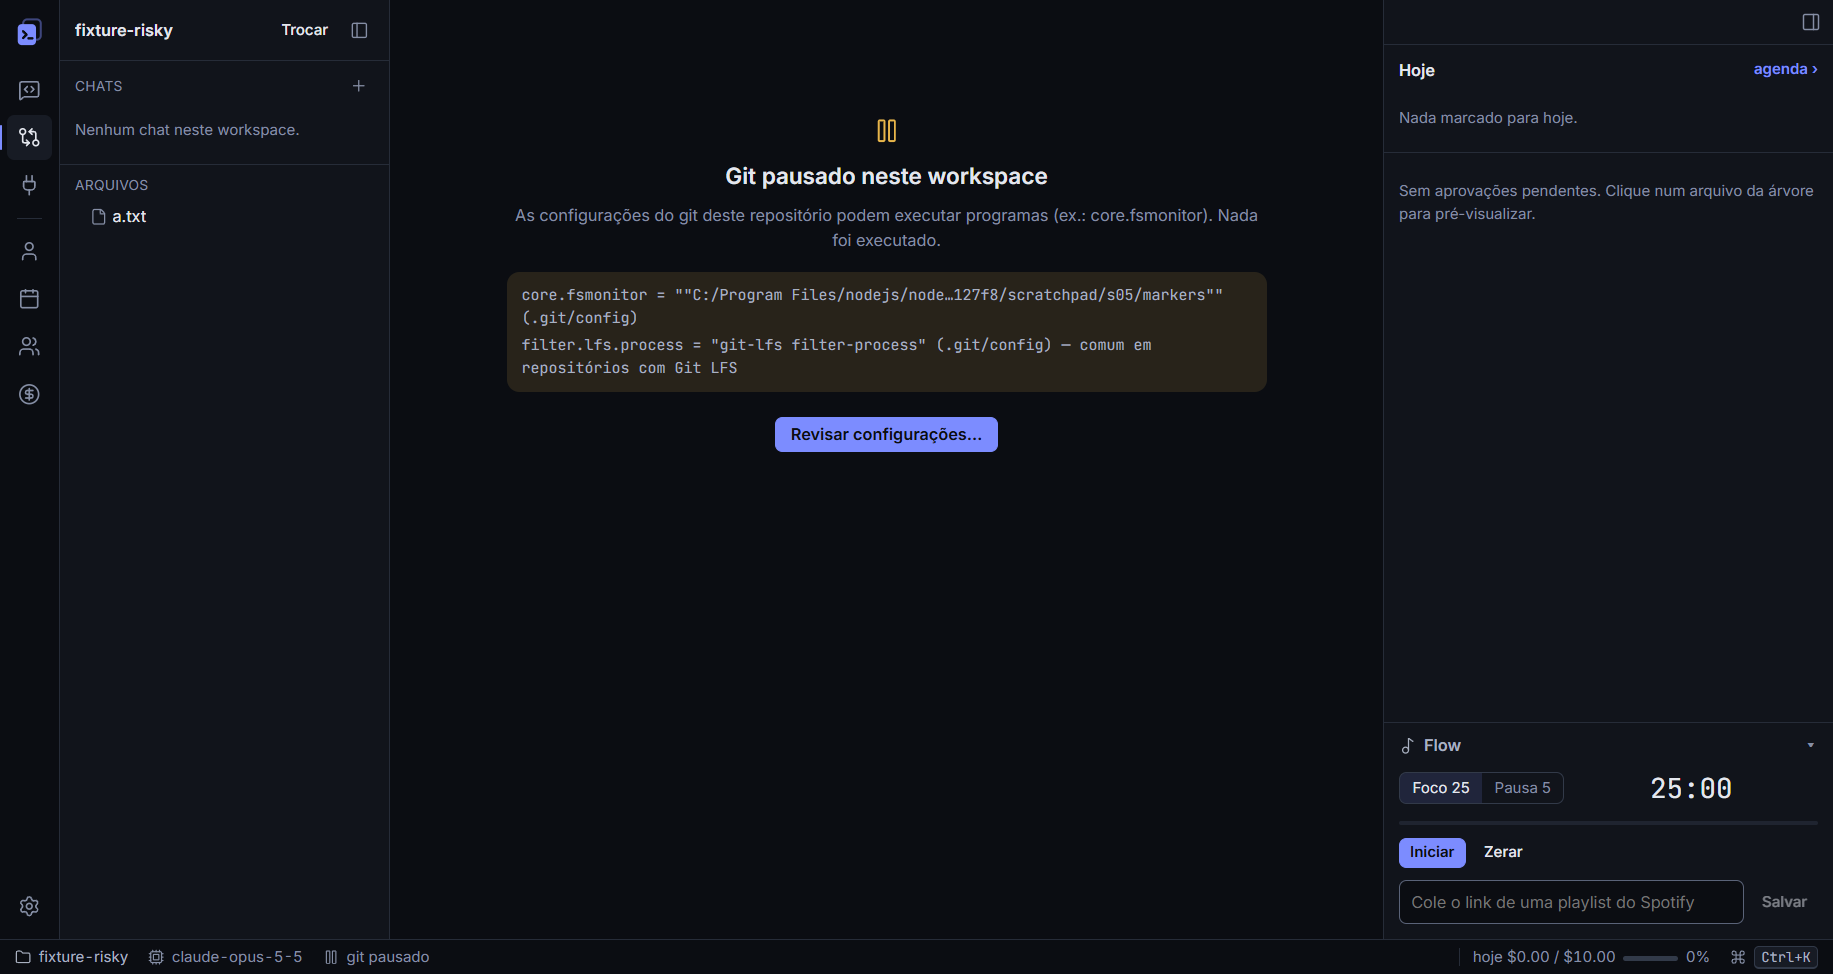 fixture-risky
Trocar
CHATS
Nenhum chat neste workspace.
ARQUIVOS
a.txt
Git pausado neste workspace
As configurações do git deste repositório podem executar programas (ex.: core.fsmonitor). Nada
foi executado.
core.fsmonitor = ""C:/Program Files/nodejs/node…127f8/scratchpad/s05/markers""
(.git/config)
filter.lfs.process = "git-lfs filter-process" (.git/config) — comum em
repositórios com Git LFS
Revisar configurações...
Hoje
agenda ›
Nada marcado para hoje.
Sem aprovações pendentes. Clique num arquivo da árvore
para pré-visualizar.
Flow
Foco 25
Pausa 5
25:00
Iniciar
Zerar
Cole o link de uma playlist do Spotify
Salvar
fixture-risky
claude-opus-5-5
git pausado
hoje $0.00 / $10.00
0%
Ctrl+K